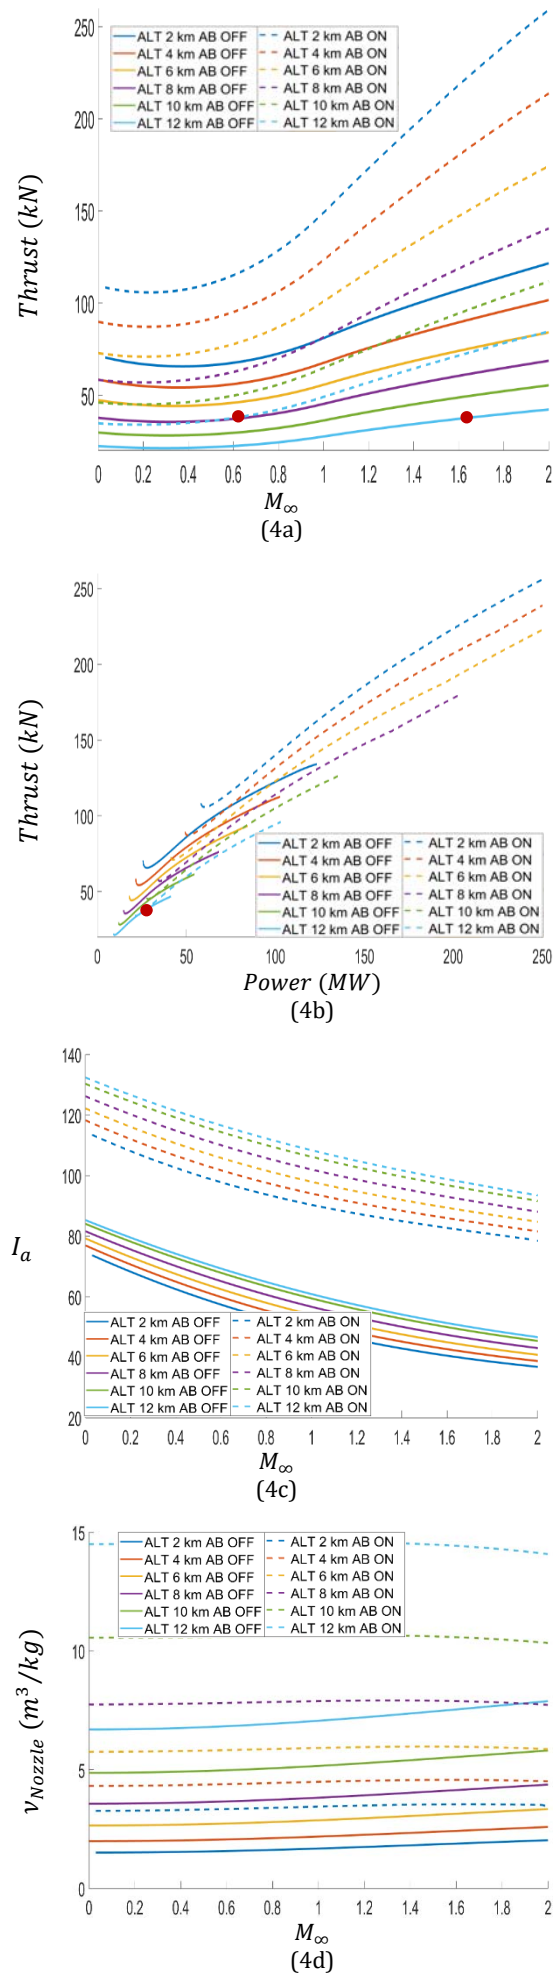 Thrust (kN)
250
200
150
100
50
ALT 2 km AB OFF ALT 2 km AB ON
ALT 4 km AB OFF ALT 4 km AB ON
ALT 6 km AB OFF ALT 6 km AB ON
ALT 8 km AB OFF ALT 8 km AB ON
ALT 10 km AB OFF ALT 10 km AB ON
ALT 12 km AB OFF ALT 12 km AB ON
0 0.2 0.4 0.6 0.8 1 1.2 1.4 1.6 1.8 2
M∞
(4a)
Thrust (kN)
250
200
150
100
50
ALT 2 km AB OFF ALT 2 km AB ON
ALT 4 km AB OFF ALT 4 km AB ON
ALT 6 km AB OFF ALT 6 km AB ON
ALT 8 km AB OFF ALT 8 km AB ON
ALT 10 km AB OFF ALT 10 km AB ON
ALT 12 km AB OFF ALT 12 km AB ON
0 50 100 150 200 250
Power (MW)
(4b)
Ia
140
120
100
80
60
40
20
ALT 2 km AB OFF ALT 2 km AB ON
ALT 4 km AB OFF ALT 4 km AB ON
ALT 6 km AB OFF ALT 6 km AB ON
ALT 8 km AB OFF ALT 8 km AB ON
ALT 10 km AB OFF ALT 10 km AB ON
ALT 12 km AB OFF ALT 12 km AB ON
0 0.2 0.4 0.6 0.8 1 1.2 1.4 1.6 1.8 2
M∞
(4c)
vNozzle (m³/kg)
15
10
5
0
ALT 2 km AB OFF ALT 2 km AB ON
ALT 4 km AB OFF ALT 4 km AB ON
ALT 6 km AB OFF ALT 6 km AB ON
ALT 8 km AB OFF ALT 8 km AB ON
ALT 10 km AB OFF ALT 10 km AB ON
ALT 12 km AB OFF ALT 12 km AB ON
0 0.2 0.4 0.6 0.8 1 1.2 1.4 1.6 1.8 2
M∞
(4d)